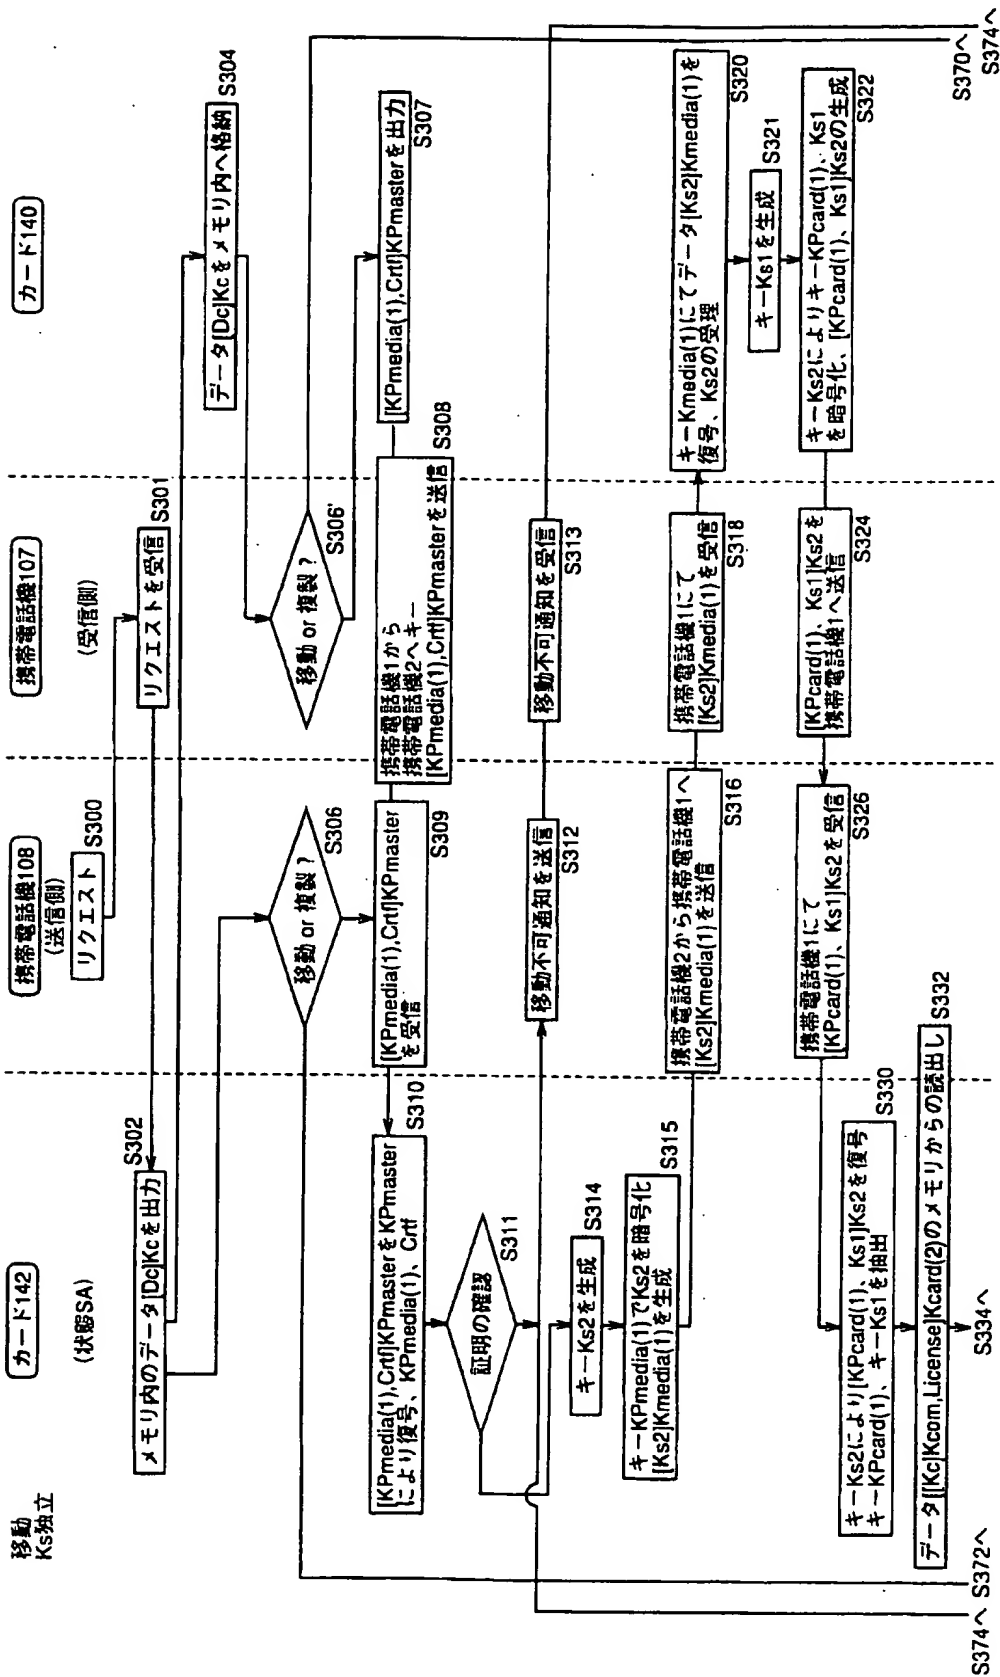 移動
Ks独立
カード142
(状態SA)
携帯電話機108
(送信側)
携帯電話機107
(受信側)
カード140
リクエスト
S300
リクエストを受信
S301
メモリ内のデータ[Dc]Kcを出力
S302
データ[Dc]Kcをメモリ内へ格納
S304
移動 or 複製?
S306
移動 or 複製?
S306'
[KPmedia(1),Crtf]KPmasterを出力
S307
携帯電話機1から
携帯電話機2へキー
[KPmedia(1),Crtf]KPmasterを送信
S308
[KPmedia(1),Crtf]KPmaster
を受信
S309
[KPmedia(1),Crtf]KPmasterをKPmaster
により復号、KPmedia(1)、Crtf
S310
証明の確認
S311
移動不可通知を送信
S312
移動不可通知を受信
S313
キーKs2を生成
S314
キーKPmedia(1)でKs2を暗号化
[Ks2]Kmedia(1)を生成
S315
携帯電話機2から携帯電話機1へ
[Ks2]Kmedia(1)を送信
S316
携帯電話機1にて
[Ks2]Kmedia(1)を受信
S318
キーKmedia(1)にてデータ[Ks2]Kmedia(1)を
復号、Ks2の受理
S320
キーKs1を生成
S321
キーKs2によりキーKPcard(1)、Ks1
を暗号化、[KPcard(1)、Ks1]Ks2の生成
S322
[KPcard(1)、Ks1]Ks2を
携帯電話機1へ送信
S324
携帯電話機1にて
[KPcard(1)、Ks1]Ks2を受信
S326
キーKs2により[KPcard(1)、Ks1]Ks2を復号
キーKPcard(1)、キーKs1を抽出
S330
データ[[Kc]Kcom,License]Kcard(2)のメモリからの読出し
S332
S374へ
S372へ
S334へ
S370へ
S374へ